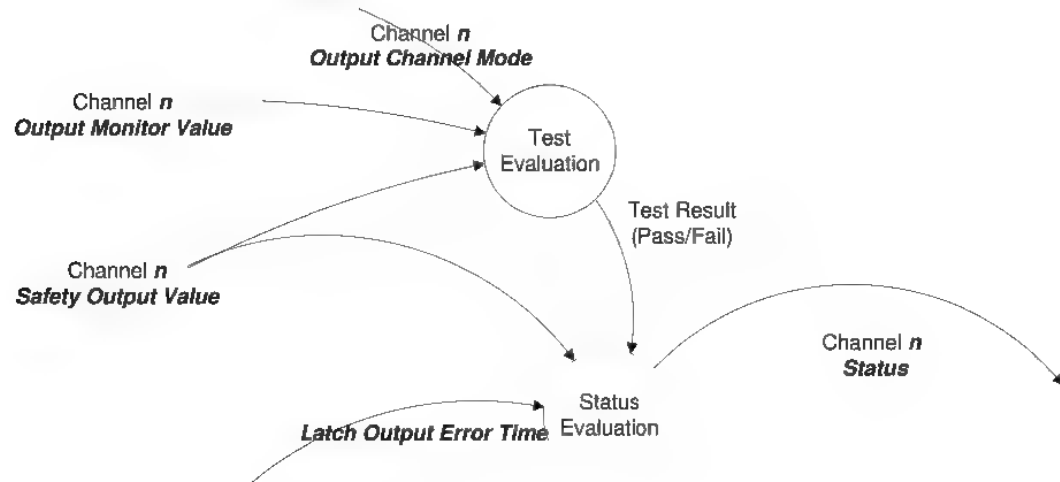 Channel n
Output Channel Mode
Channel n
Output Monitor Value
Test
Evaluation
Test Result
(Pass/Fail)
Channel n
Safety Output Value
Channel n
Status
Status
Evaluation
Latch Output Error Time